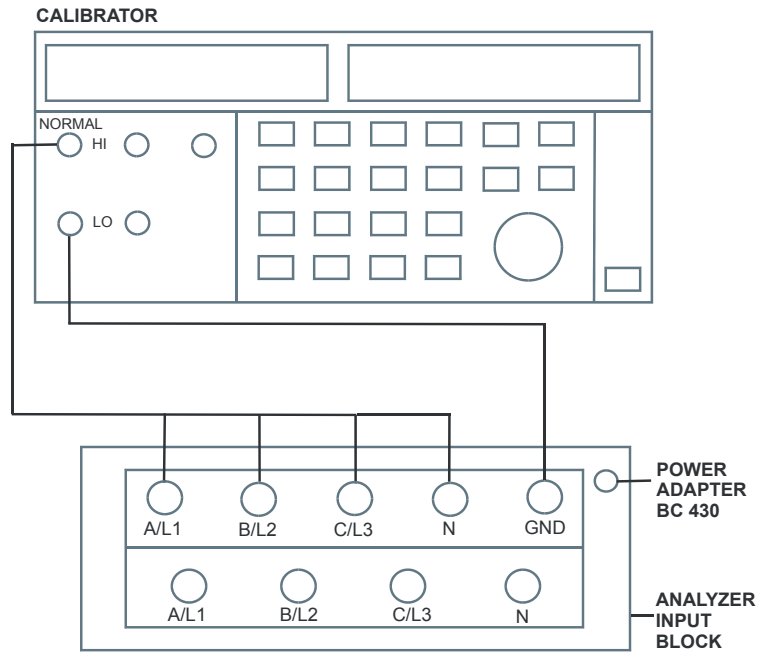 CALIBRATOR
NORMAL
HI
LO
A/L1 B/L2 C/L3 N GND
POWER
ADAPTER
BC 430
A/L1 B/L2 C/L3 N
ANALYZER
INPUT
BLOCK